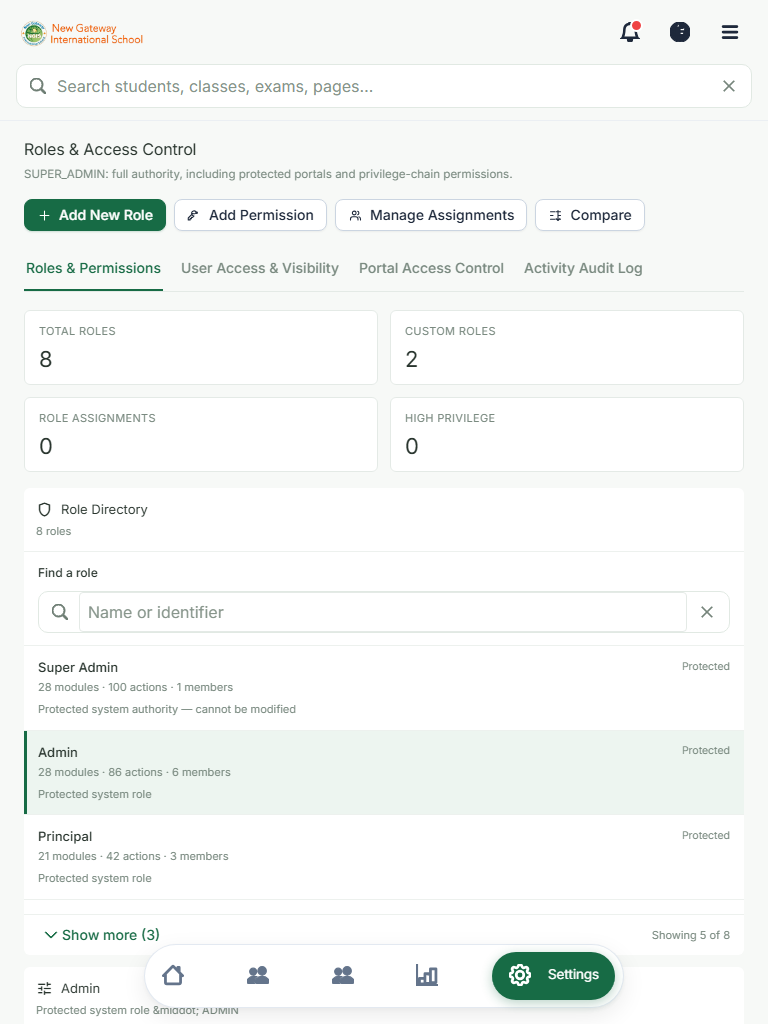 New Gateway
International School
Search students, classes, exams, pages...
Roles & Access Control
SUPER_ADMIN: full authority, including protected portals and privilege-chain permissions.
Add New Role
Add Permission
Manage Assignments
Compare
Roles & Permissions
User Access & Visibility
Portal Access Control
Activity Audit Log
TOTAL ROLES
8
CUSTOM ROLES
2
ROLE ASSIGNMENTS
0
HIGH PRIVILEGE
0
Role Directory
8 roles
Find a role
Name or identifier
Super Admin
Protected
28 modules · 100 actions · 1 members
Protected system authority — cannot be modified
Admin
Protected
28 modules · 86 actions · 6 members
Protected system role
Principal
Protected
21 modules · 42 actions · 3 members
Protected system role
Show more (3)
Showing 5 of 8
Settings
Admin
Protected system role &middot; ADMIN